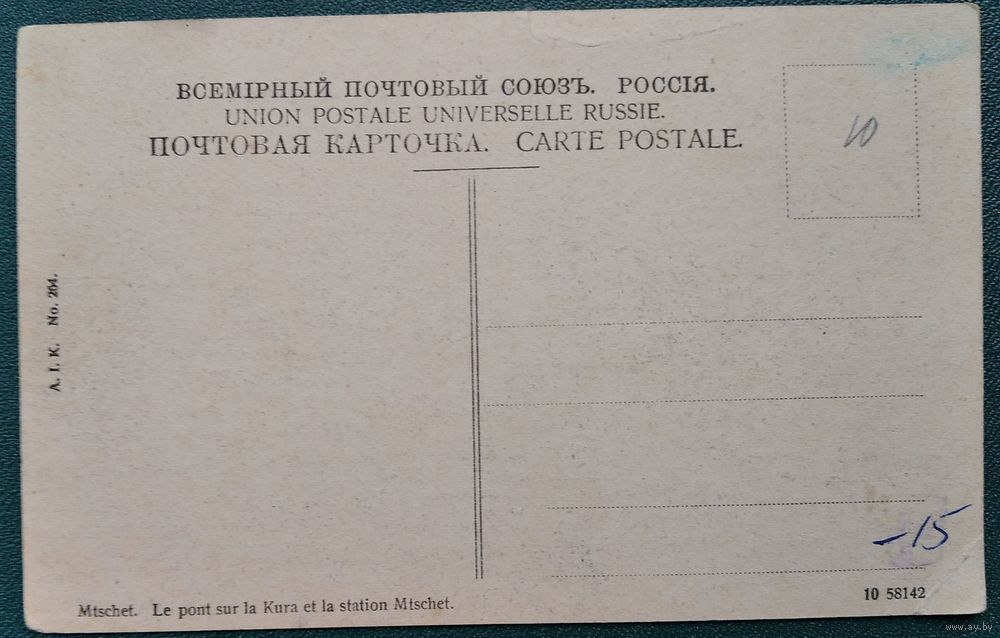 ВСЕМІРНЫЙ ПОЧТОВЫЙ СОЮЗЪ. РОССІЯ.
UNION POSTALE UNIVERSELLE RUSSIE.
ПОЧТОВАЯ КАРТОЧКА. CARTE POSTALE.
10
A. I. K. No. 264.
-15
10 58142
Mtschet. Le pont sur la Kura et la station Mtschet.
www.ay.by